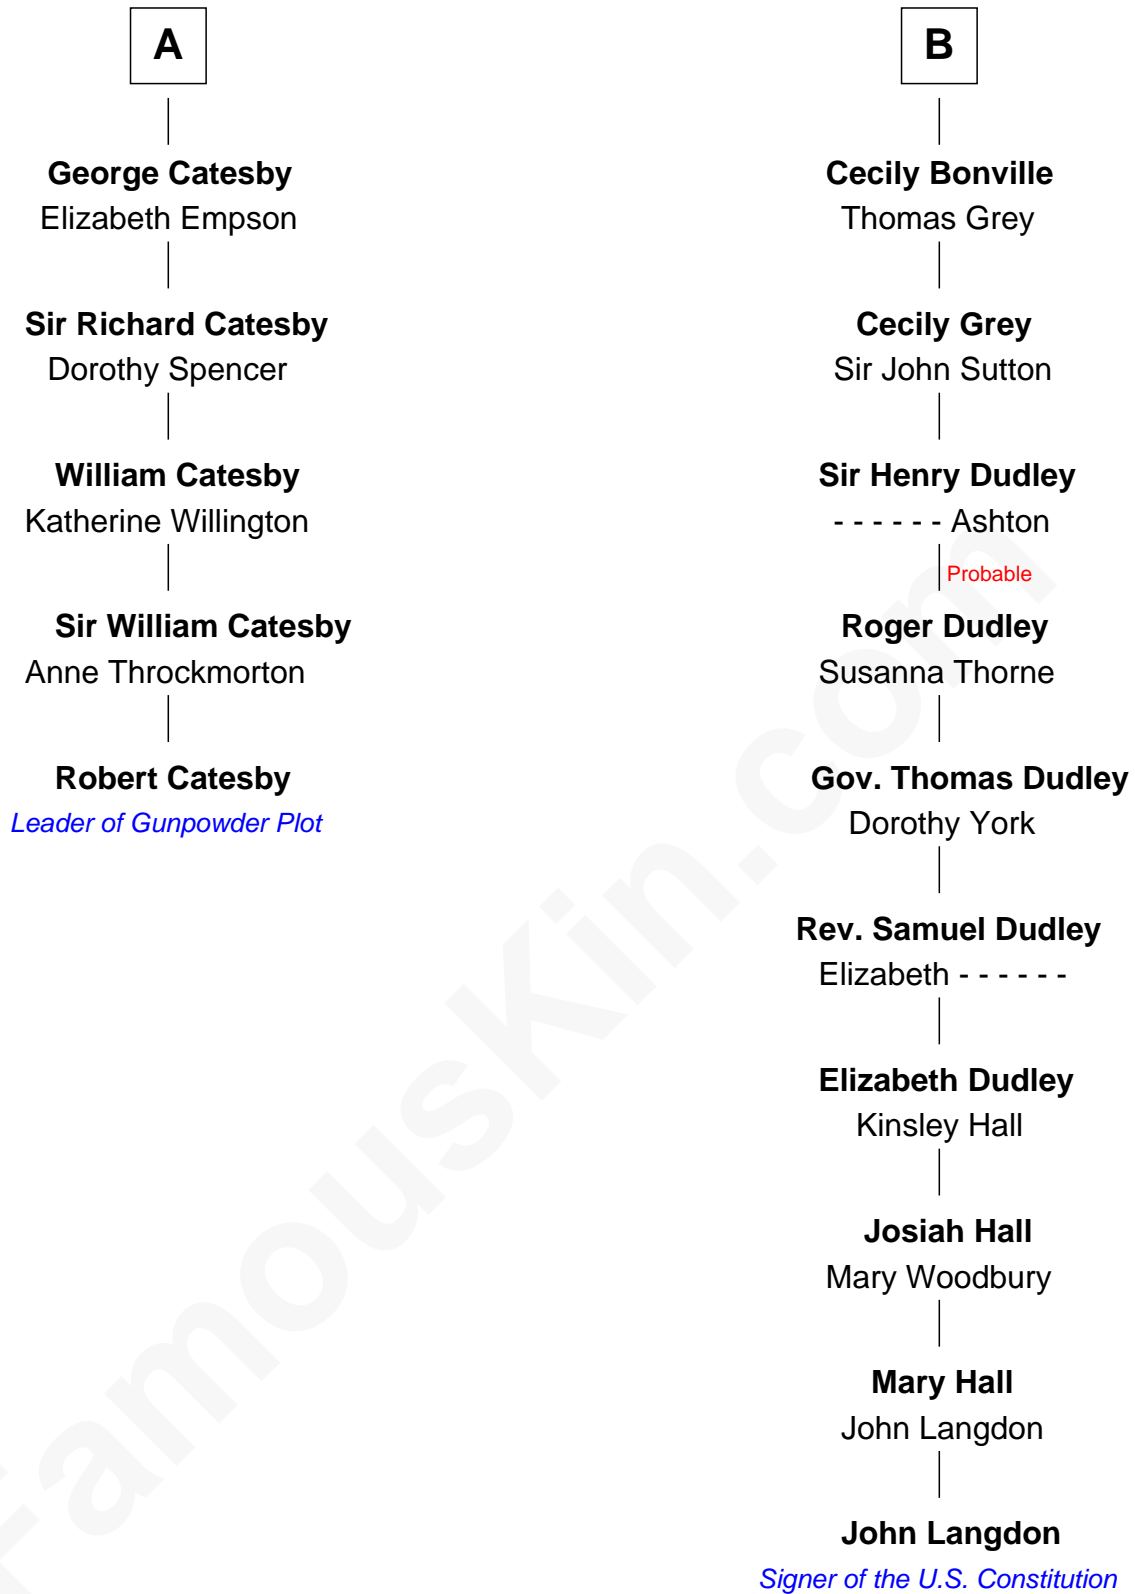 A
George Catesby
Elizabeth Empson
Sir Richard Catesby
Dorothy Spencer
William Catesby
Katherine Willington
Sir William Catesby
Anne Throckmorton
Robert Catesby
Leader of Gunpowder Plot
B
Cecily Bonville
Thomas Grey
Cecily Grey
Sir John Sutton
Sir Henry Dudley
- - - - - - Ashton
Probable
Roger Dudley
Susanna Thorne
Gov. Thomas Dudley
Dorothy York
Rev. Samuel Dudley
Elizabeth - - - - - -
Elizabeth Dudley
Kinsley Hall
Josiah Hall
Mary Woodbury
Mary Hall
John Langdon
John Langdon
Signer of the U.S. Constitution
FamousKin.com